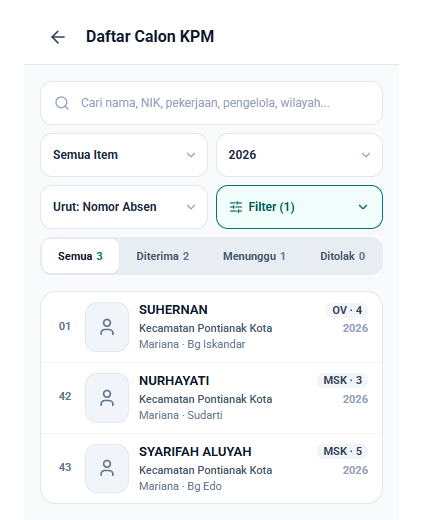 Daftar Calon KPM
Cari nama, NIK, pekerjaan, pengelola, wilayah...
Semua Item
2026
Urut: Nomor Absen
Filter (1)
Semua 3
Diterima 2
Menunggu 1
Ditolak 0
01
SUHERNAN
OV · 4
Kecamatan Pontianak Kota
2026
Mariana · Bg Iskandar
42
NURHAYATI
MSK · 3
Kecamatan Pontianak Kota
2026
Mariana · Sudarti
43
SYARIFAH ALUYAH
MSK · 5
Kecamatan Pontianak Kota
2026
Mariana · Bg Edo